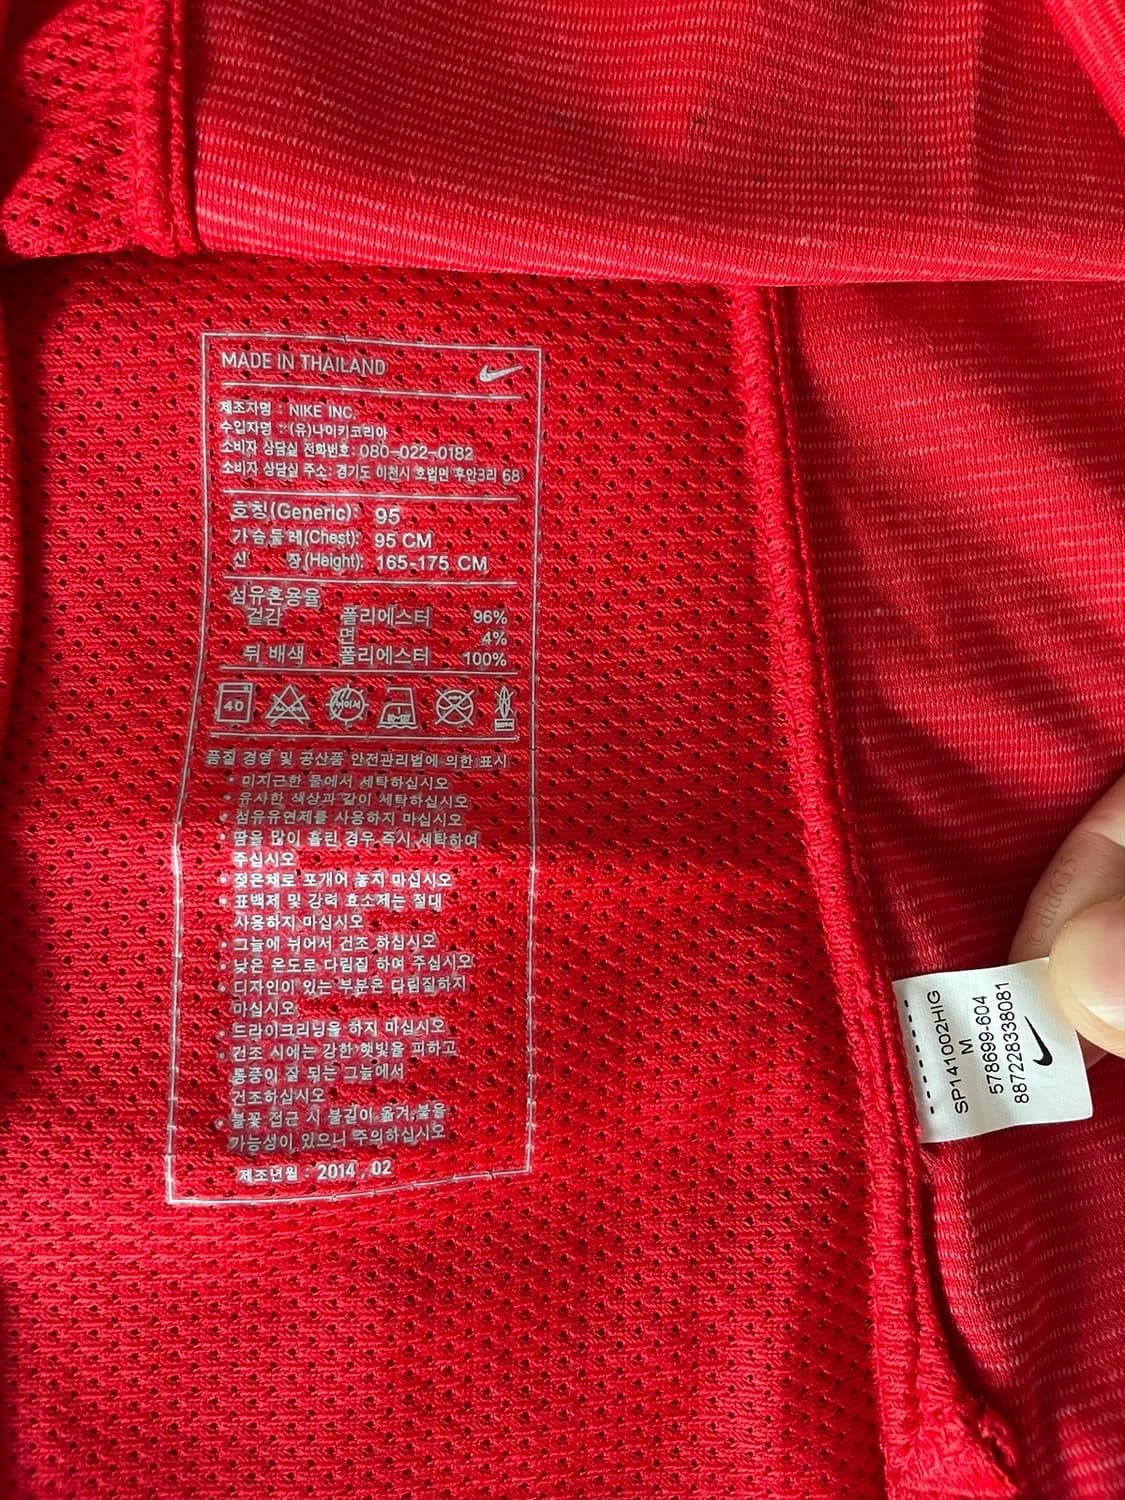 MADE IN THAILAND
제조자명 : NIKE INC.
수입자명 : (유)나이키코리아
소비자 상담실 전화번호: 080-022-0182
소비자 상담실 주소: 경기도 이천시 호법면 후안3리 68
호칭(Generic): 95
가슴둘레(Chest): 95 CM
신 장(Height): 165-175 CM
섬유혼용율
겉감 폴리에스터 96%
면 4%
뒤 배색 폴리에스터 100%
40
품질 경영 및 공산품 안전관리법에 의한 표시
• 미지근한 물에서 세탁하십시오
• 유사한 색상과 같이 세탁하십시오
• 섬유유연제를 사용하지 마십시오
• 땀을 많이 흘린 경우 즉시 세탁하여
주십시오
• 젖은채로 포개어 놓지 마십시오
• 표백제 및 강력 효소제는 절대
사용하지 마십시오
• 그늘에 뉘어서 건조 하십시오
• 낮은 온도로 다림질 하여 주십시오
• 디자인이 있는 부분은 다림질하지
마십시오
• 드라이크리닝을 하지 마십시오
• 건조 시에는 강한 햇빛을 피하고
통풍이 잘 되는 그늘에서
건조하십시오
• 불꽃 접근 시 불길이 옮겨 붙을
가능성이 있으니 주의하십시오
제조년월 : 2014 . 02
SP141002HIG
M
578699-604
887228338081
©did635